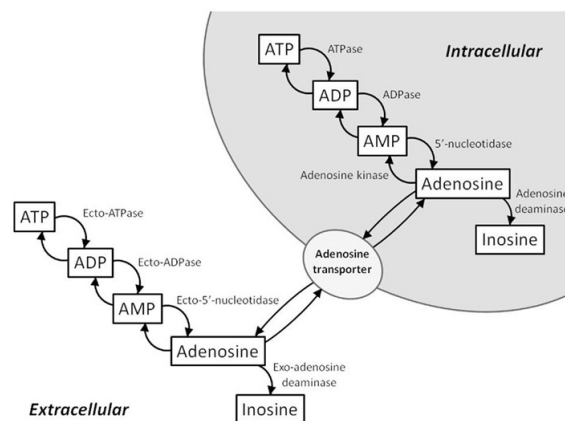 Intracellular
ATP
ATPase
ADP
ADPase
AMP
5′-nucleotidase
Adenosine kinase
Adenosine
Adenosine
deaminase
Inosine
Adenosine
transporter
ATP
Ecto-ATPase
ADP
Ecto-ADPase
AMP
Ecto-5′-nucleotidase
Adenosine
Exo-adenosine
deaminase
Inosine
Extracellular